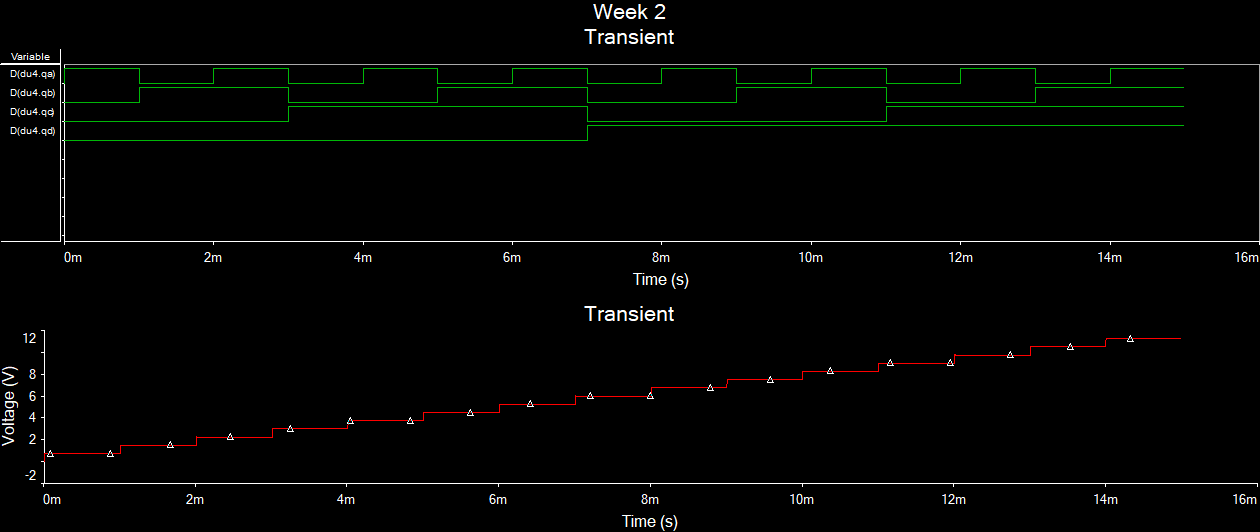 Week 2
Transient
Variable
D(du4.qa)
D(du4.qb)
D(du4.qc)
D(du4.qd)
0m 2m 4m 6m 8m 10m 12m 14m 16m
Time (s)
Transient
Voltage (V)
12
8
6
4
2
-2
0m 2m 4m 6m 8m 10m 12m 14m 16m
Time (s)